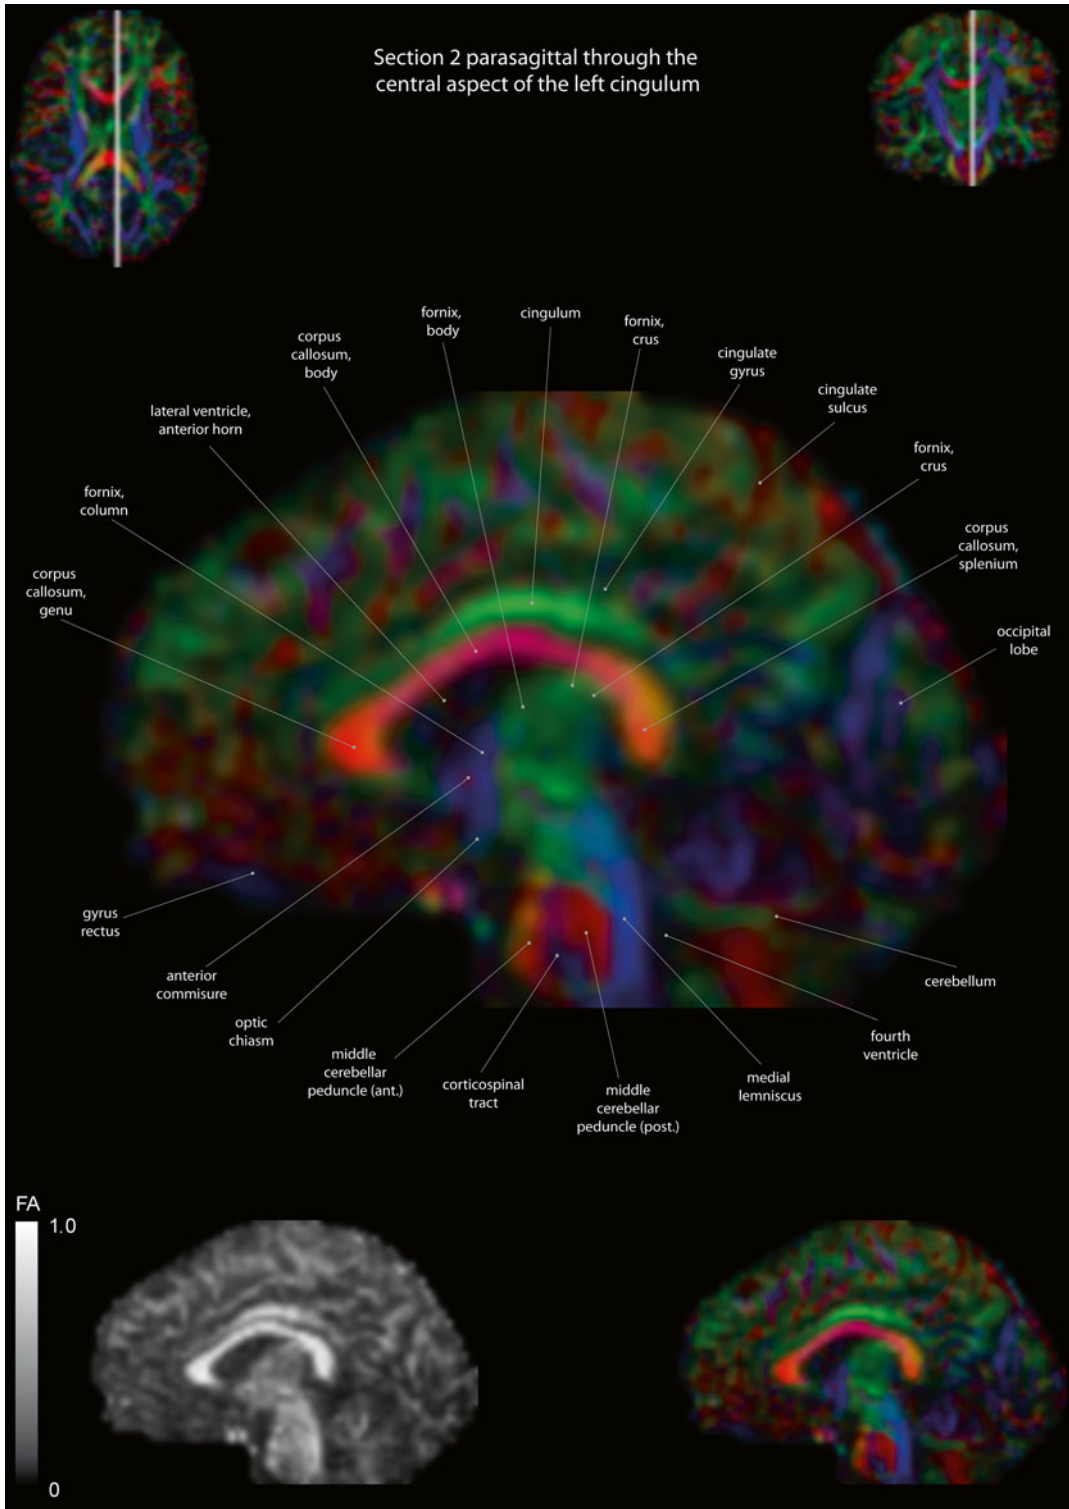 Section 2 parasagittal through the
central aspect of the left cingulum
fornix,
body
cingulum
fornix,
crus
corpus
callosum,
body
cingulate
gyrus
cingulate
sulcus
lateral ventricle,
anterior horn
fornix,
crus
fornix,
column
corpus
callosum,
splenium
corpus
callosum,
genu
occipital
lobe
gyrus
rectus
anterior
commisure
cerebellum
optic
chiasm
fourth
ventricle
middle
cerebellar
peduncle (ant.)
corticospinal
tract
middle
cerebellar
peduncle (post.)
medial
lemniscus
FA
1.0
0